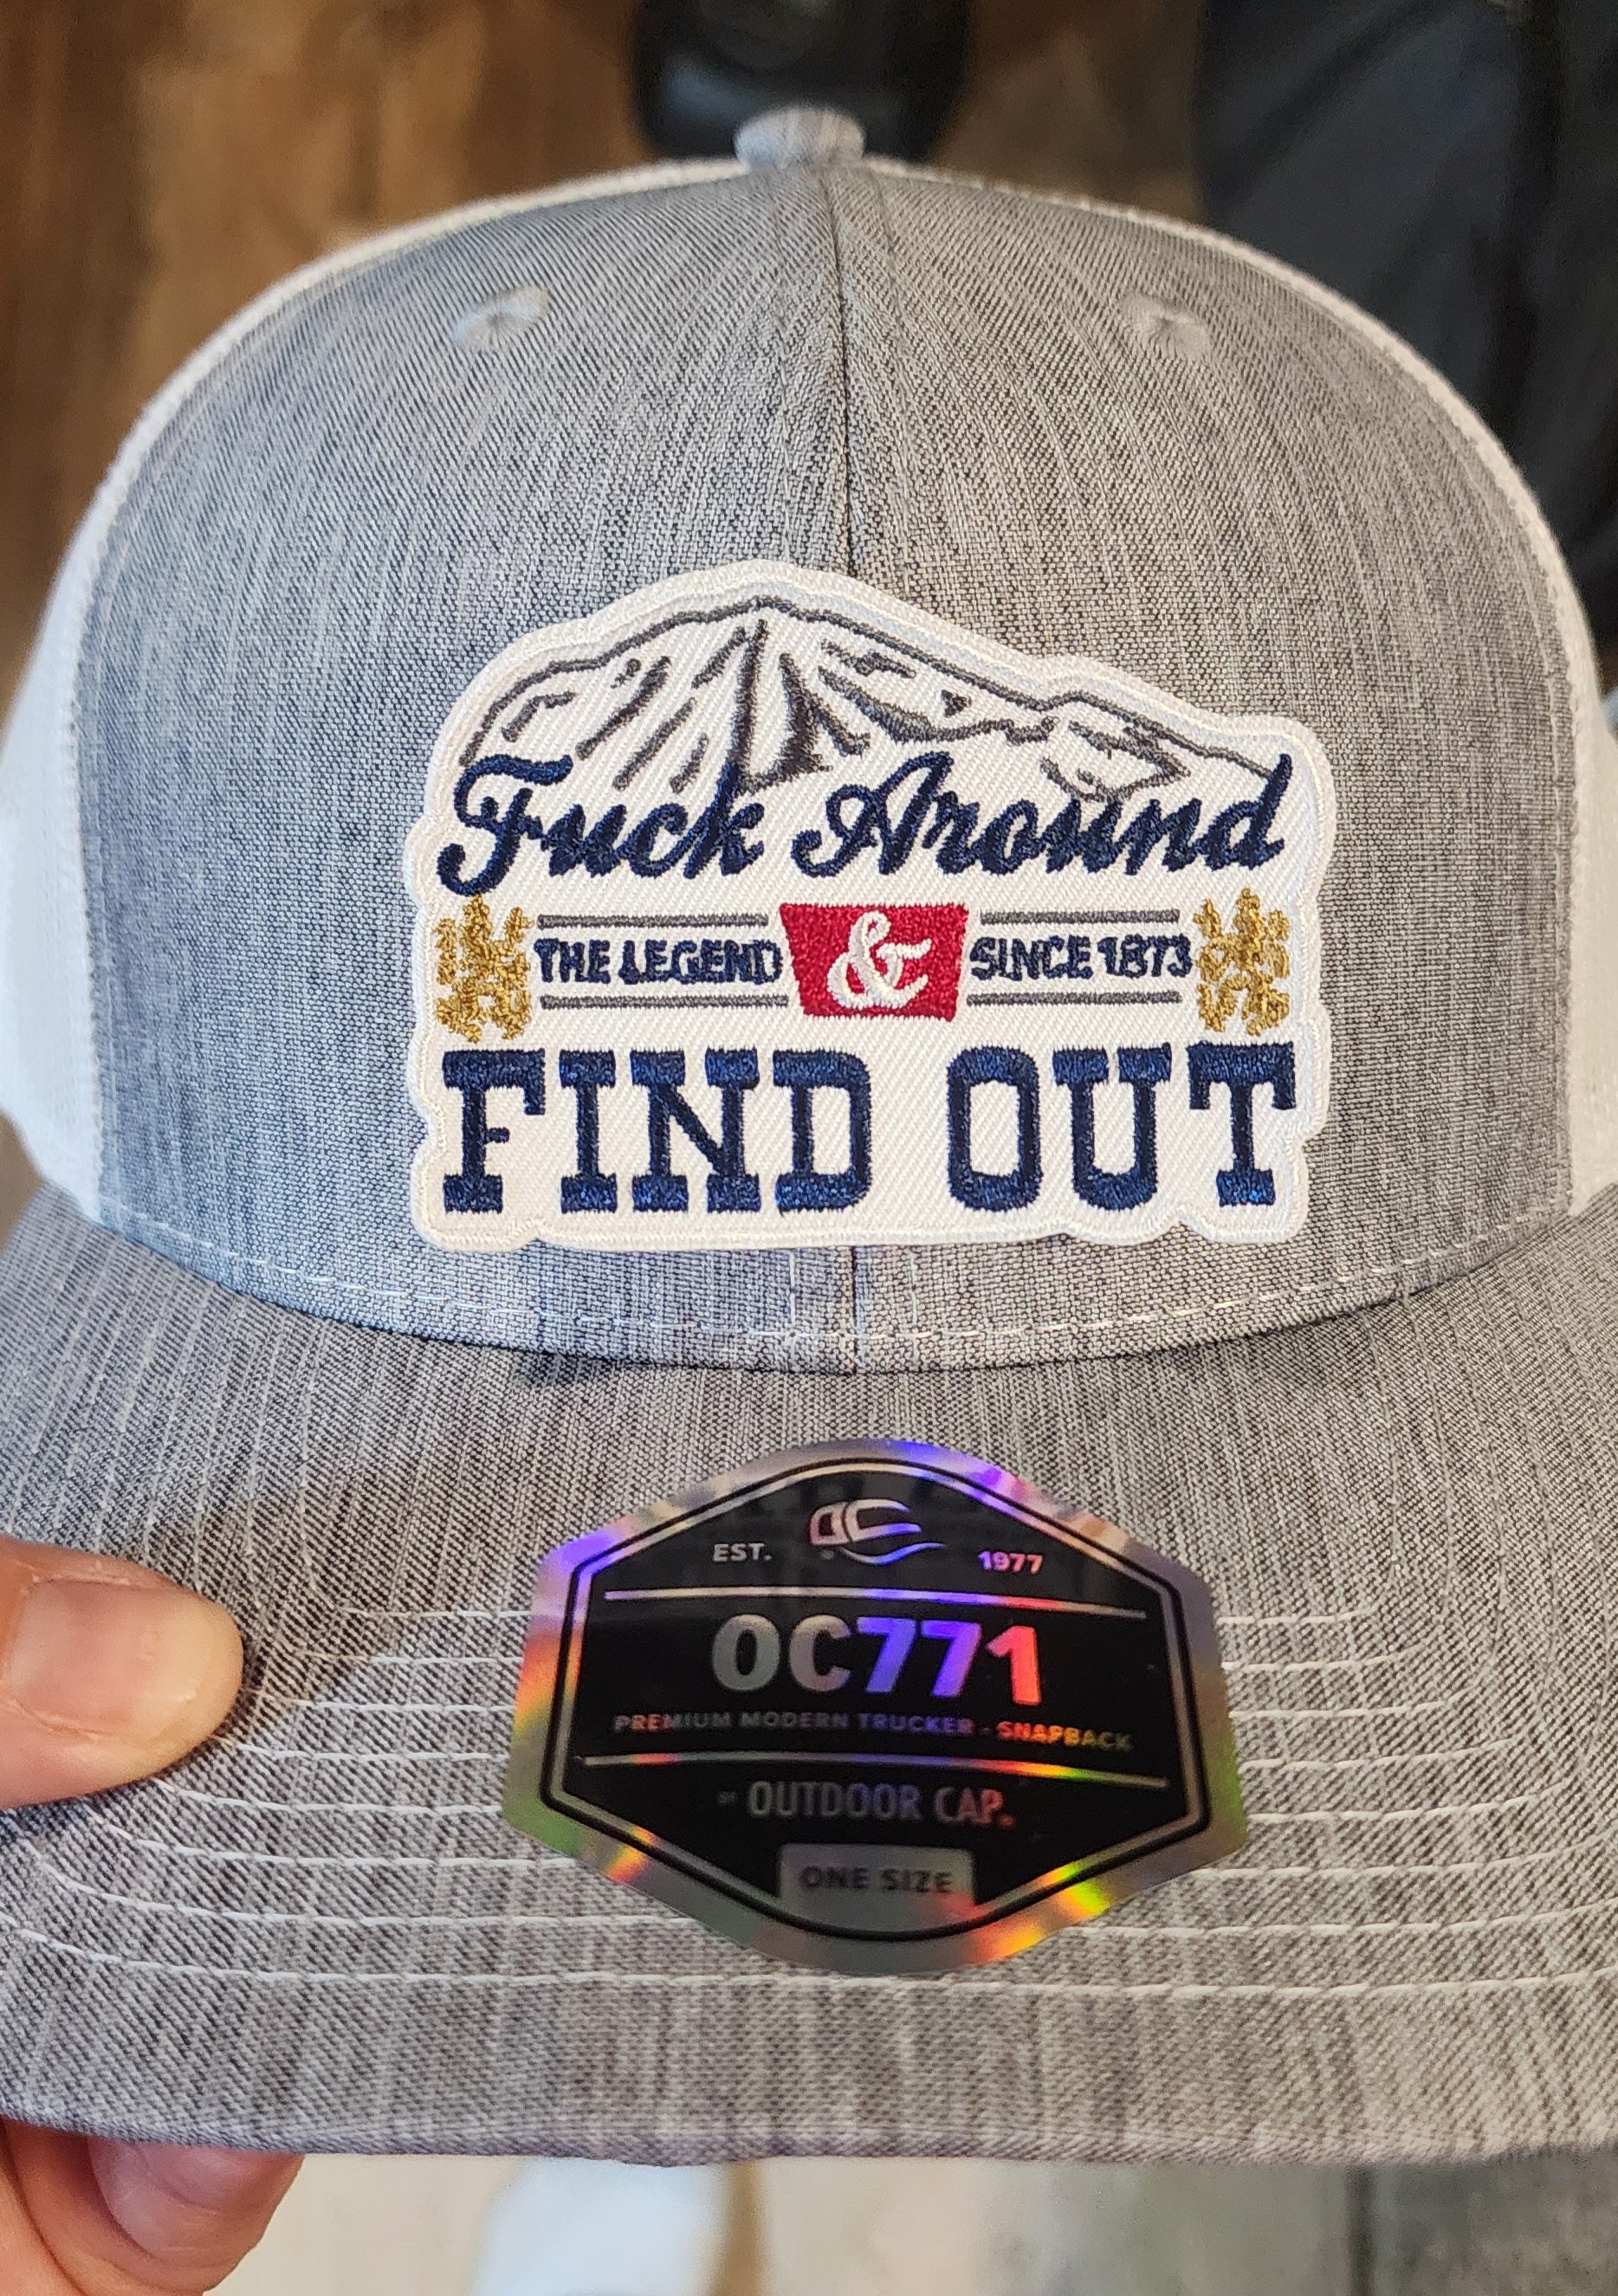 Fuck Around
THE LEGEND & SINCE 1873
FIND OUT
EST. OC® 1977
OC771
PREMIUM MODERN TRUCKER - SNAPBACK
BY OUTDOOR CAP®
ONE SIZE